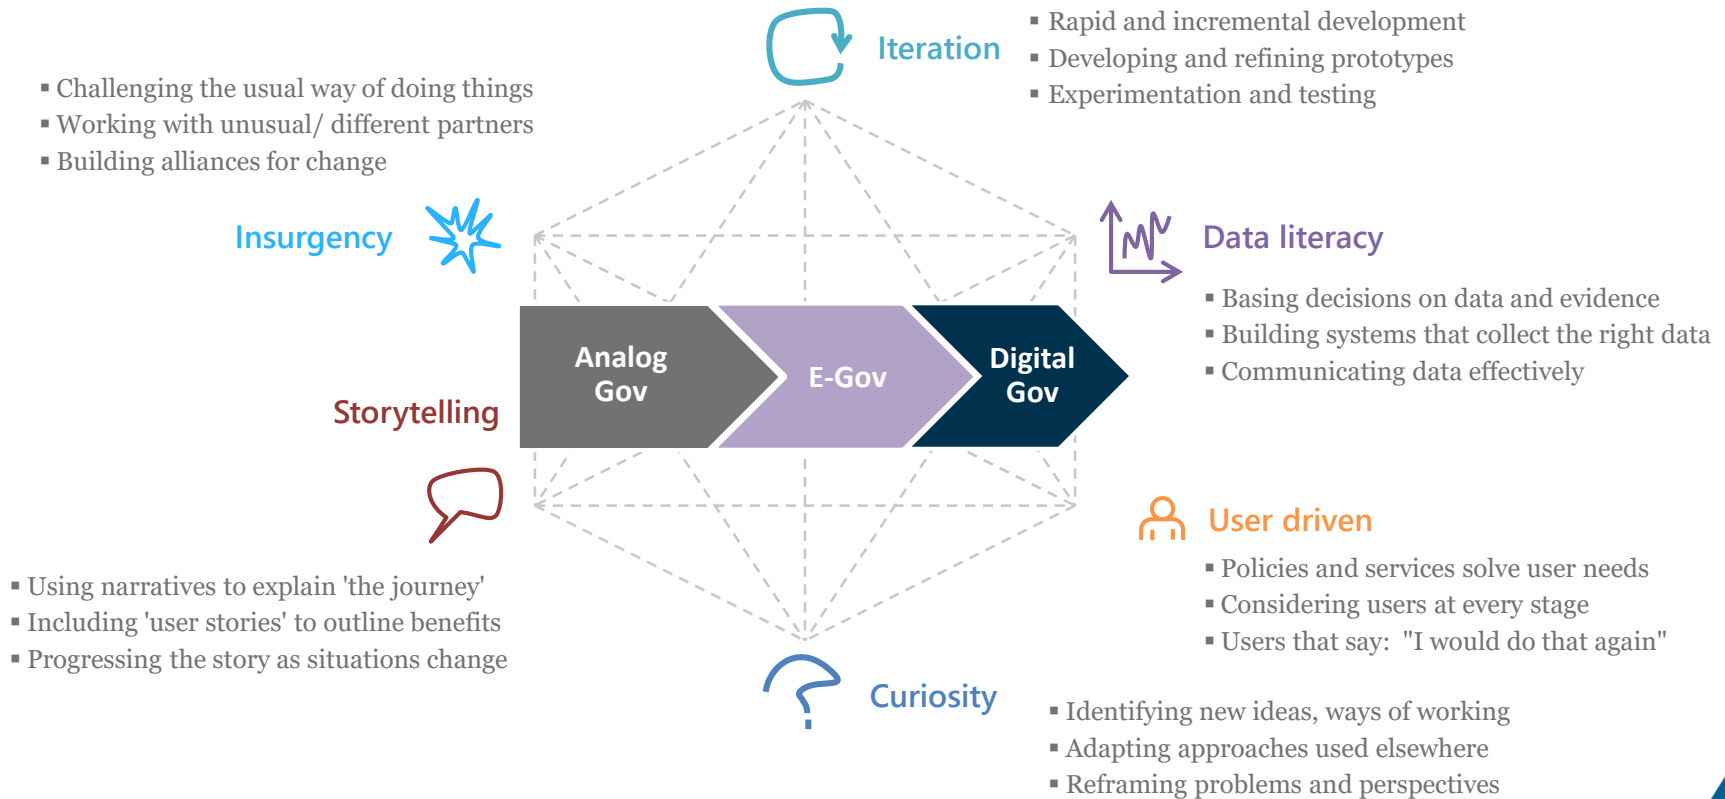 Iteration
▪ Rapid and incremental development
▪ Developing and refining prototypes
▪ Experimentation and testing
▪ Challenging the usual way of doing things
▪ Working with unusual/ different partners
▪ Building alliances for change
Insurgency
Data literacy
▪ Basing decisions on data and evidence
▪ Building systems that collect the right data
▪ Communicating data effectively
Analog
Gov
E-Gov
Digital
Gov
Storytelling
▪ Using narratives to explain 'the journey'
▪ Including 'user stories' to outline benefits
▪ Progressing the story as situations change
User driven
▪ Policies and services solve user needs
▪ Considering users at every stage
▪ Users that say:  "I would do that again"
Curiosity
▪ Identifying new ideas, ways of working
▪ Adapting approaches used elsewhere
▪ Reframing problems and perspectives